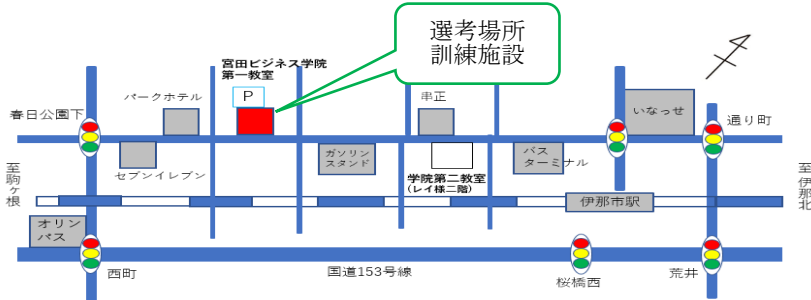 選考場所
訓練施設
宮田ビジネス学院
第一教室
P
パークホテル
串正
いなっせ
春日公園下
通り町
セブンイレブン
ガソリン
スタンド
学院第二教室
(レイ様二階)
バス
ターミナル
至駒ヶ根
至伊那北
伊那市駅
オリン
パス
西町
国道153号線
桜橋西
荒井